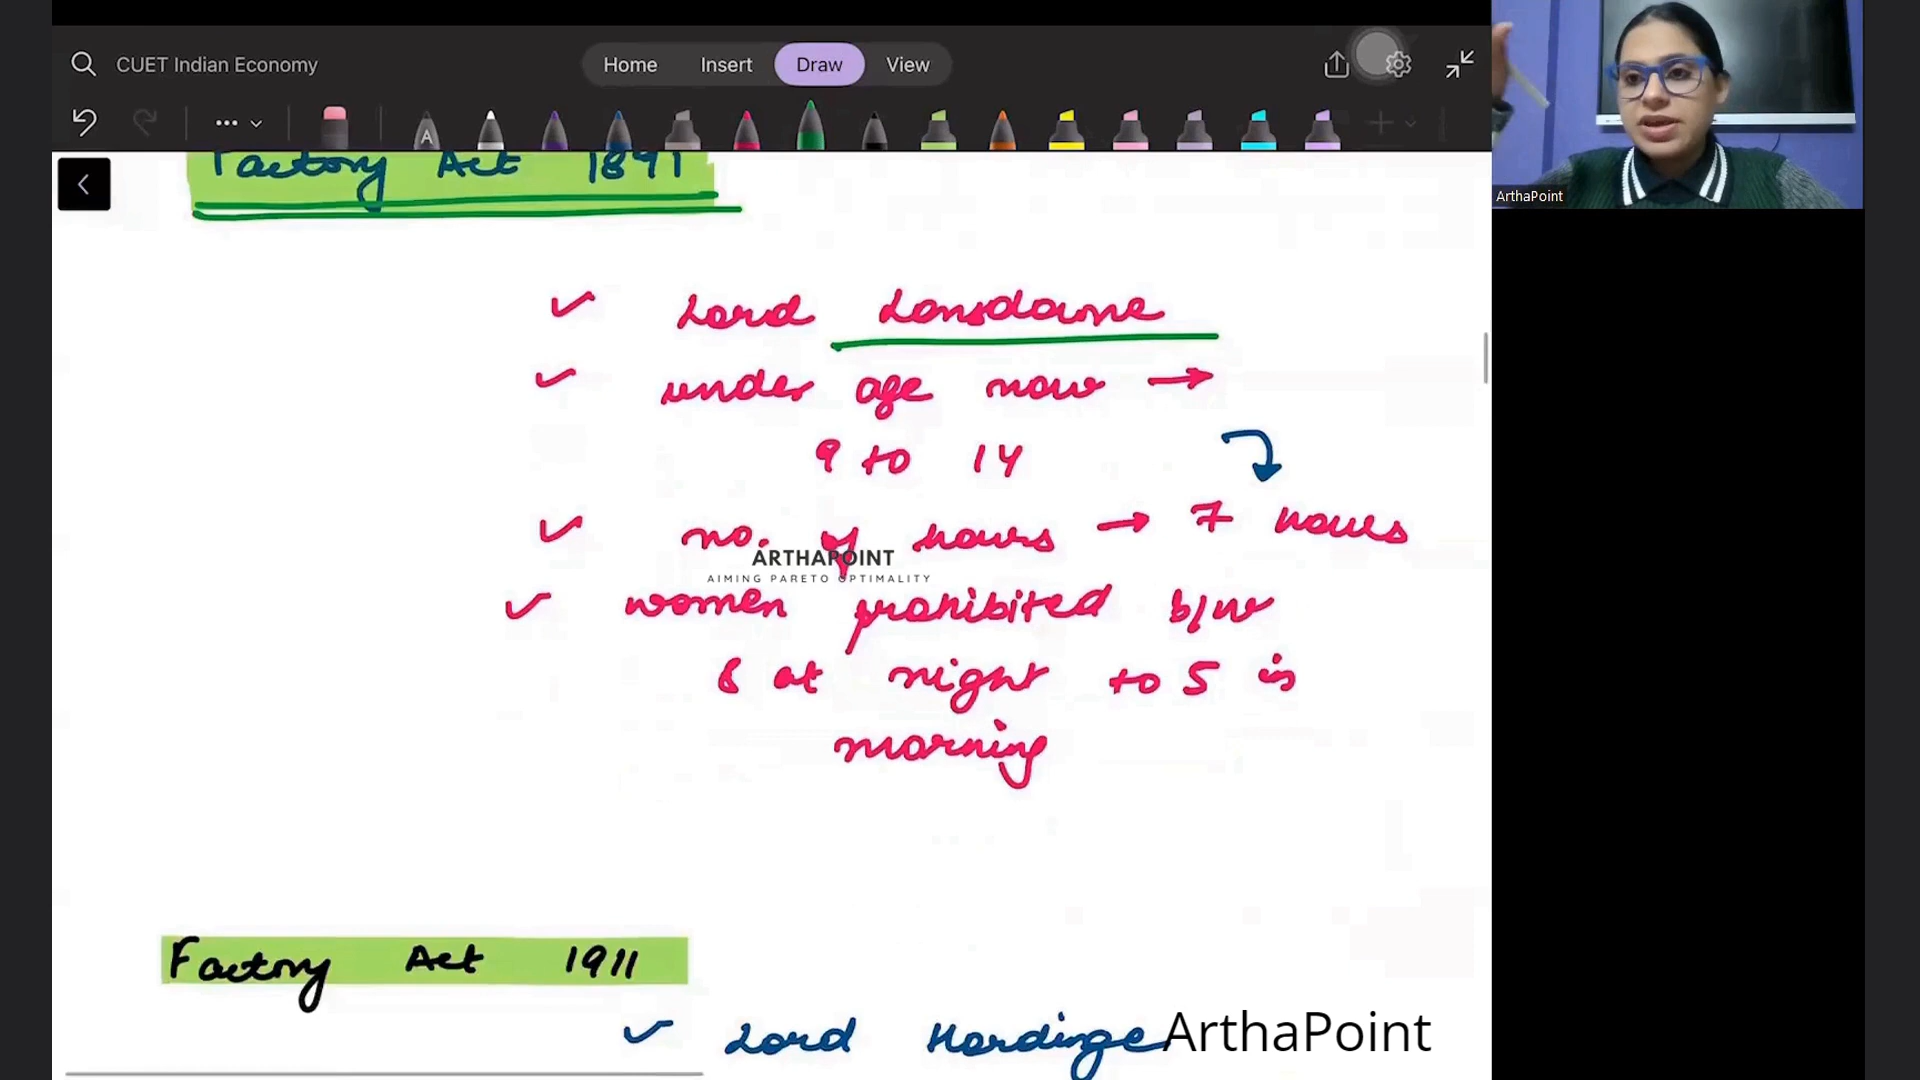 CUET Indian Economy
Home Insert Draw View
ArthaPoint
Factory Act 1891
✓ Lord Lansdowne
✓ under age now →
9 to 14
✓ no. of hours → 7 hours
ARTHAPOINT
AIMING PARETO OPTIMALITY
✓ women prohibited b/w
8 at night to 5 in
morning
Factory Act 1911
✓ Lord Hardinge
ArthaPoint